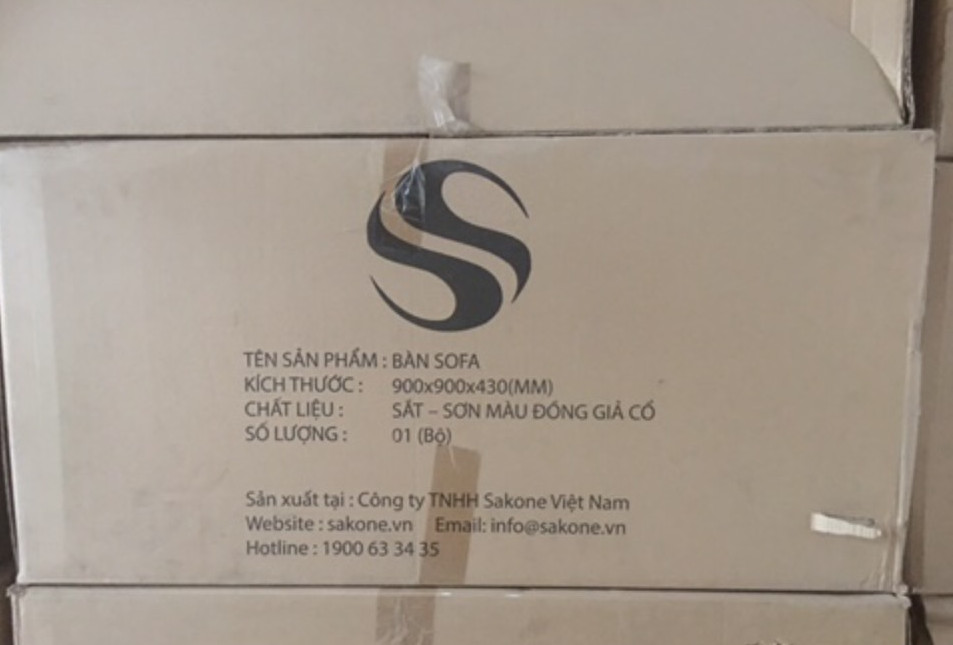 TÊN SẢN PHẨM : BÀN SOFA
KÍCH THƯỚC : 900x900x430(MM)
CHẤT LIỆU : SẮT – SƠN MÀU ĐỒNG GIẢ CỔ
SỐ LƯỢNG : 01 (Bộ)
Sản xuất tại : Công ty TNHH Sakone Việt Nam
Website : sakone.vn Email: info@sakone.vn
Hotline : 1900 63 34 35